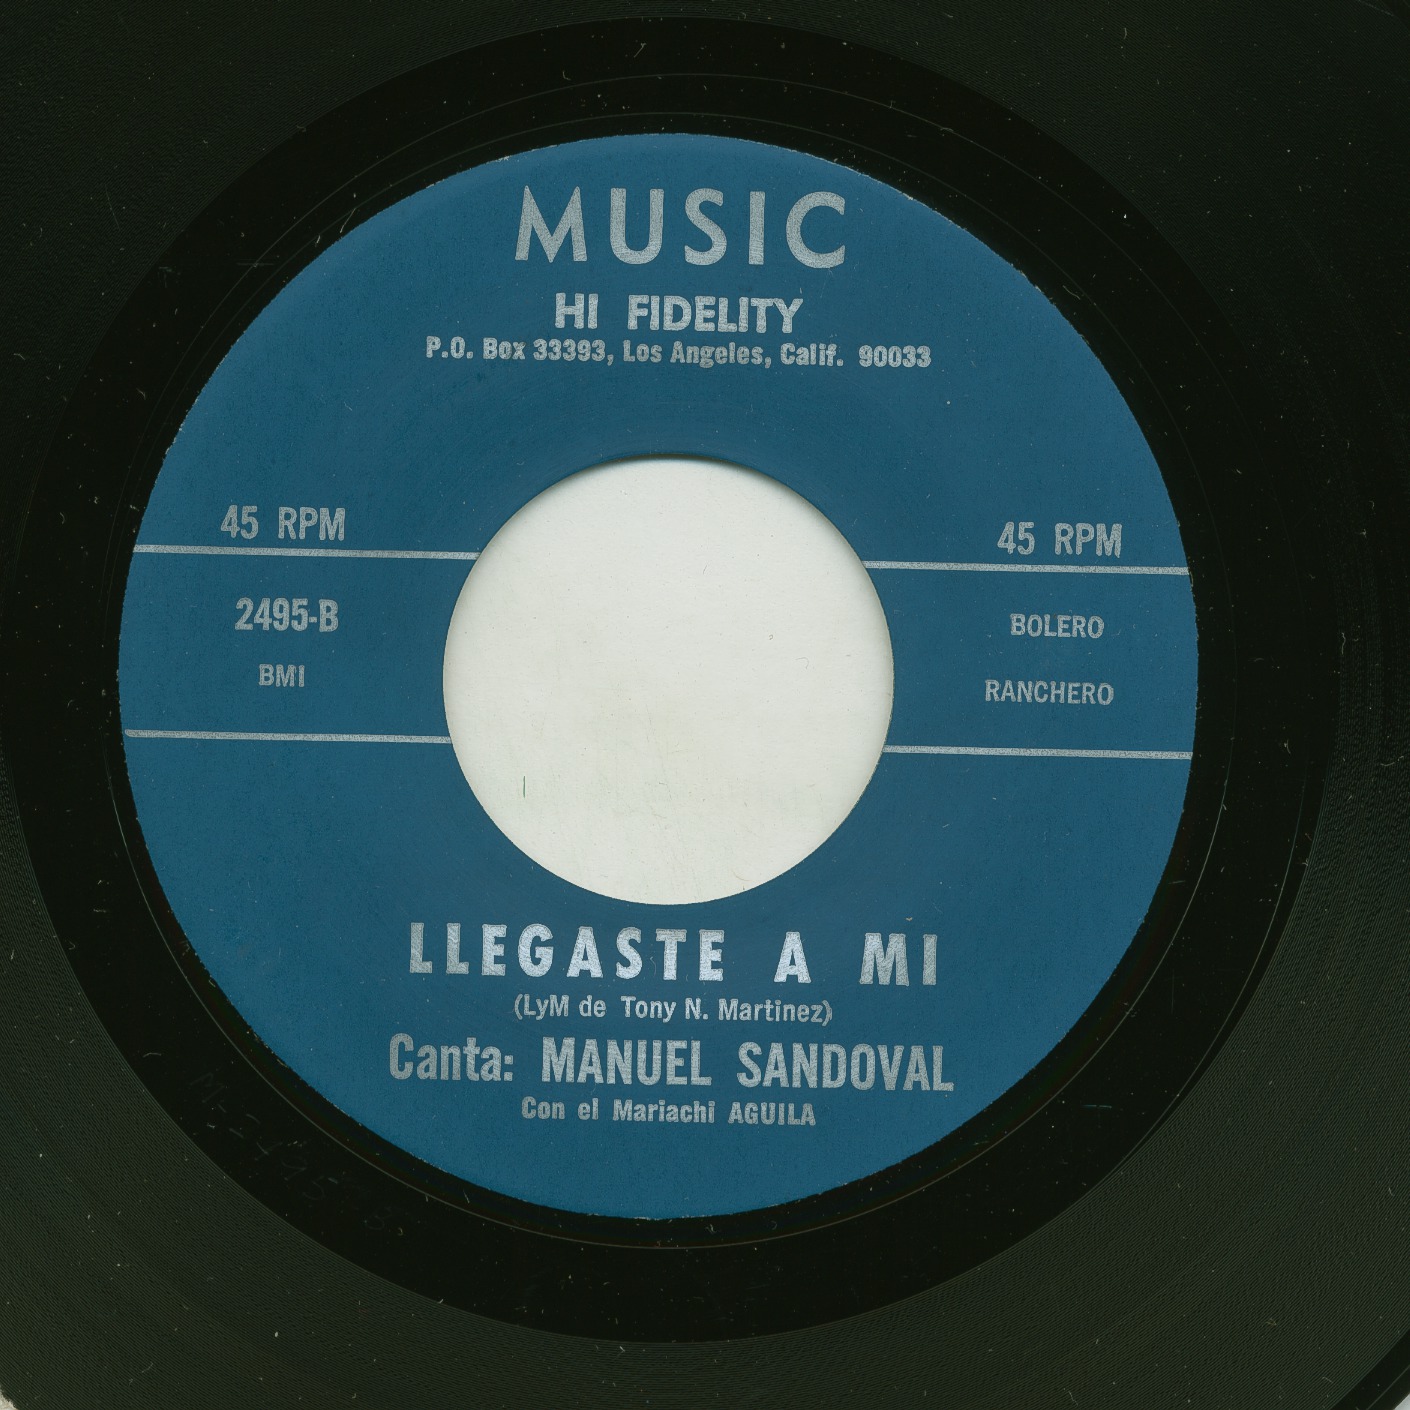 MUSIC
HI FIDELITY
P.O. Box 33393, Los Angeles, Calif. 90033
45 RPM
45 RPM
2495-B
BMI
BOLERO
RANCHERO
LLEGASTE A MI
(LyM de Tony N. Martinez)
Canta: MANUEL SANDOVAL
Con el Mariachi AGUILA